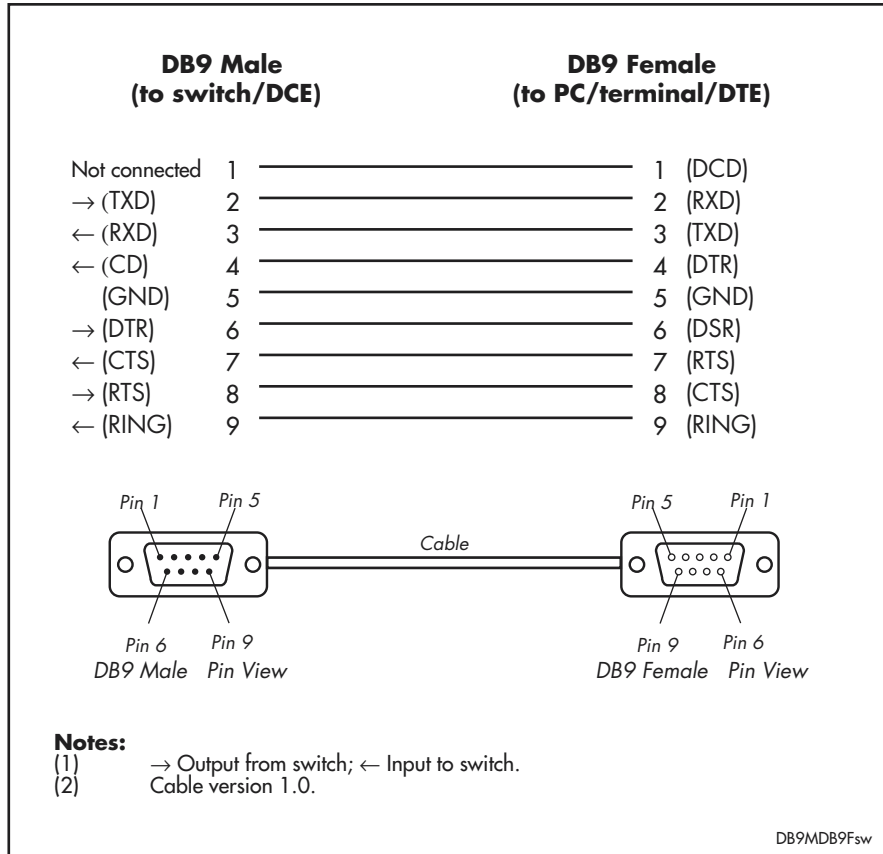 DB9 Male
(to switch/DCE)
DB9 Female
(to PC/terminal/DTE)
Not connected 1 1 (DCD)
→ (TXD) 2 2 (RXD)
← (RXD) 3 3 (TXD)
← (CD) 4 4 (DTR)
(GND) 5 5 (GND)
→ (DTR) 6 6 (DSR)
← (CTS) 7 7 (RTS)
→ (RTS) 8 8 (CTS)
← (RING) 9 9 (RING)
Pin 1 Pin 5 Pin 5 Pin 1
Cable
Pin 6 Pin 9 Pin 9 Pin 6
DB9 Male Pin View DB9 Female Pin View
Notes:
(1) → Output from switch; ← Input to switch.
(2) Cable version 1.0.
DB9MDB9Fsw